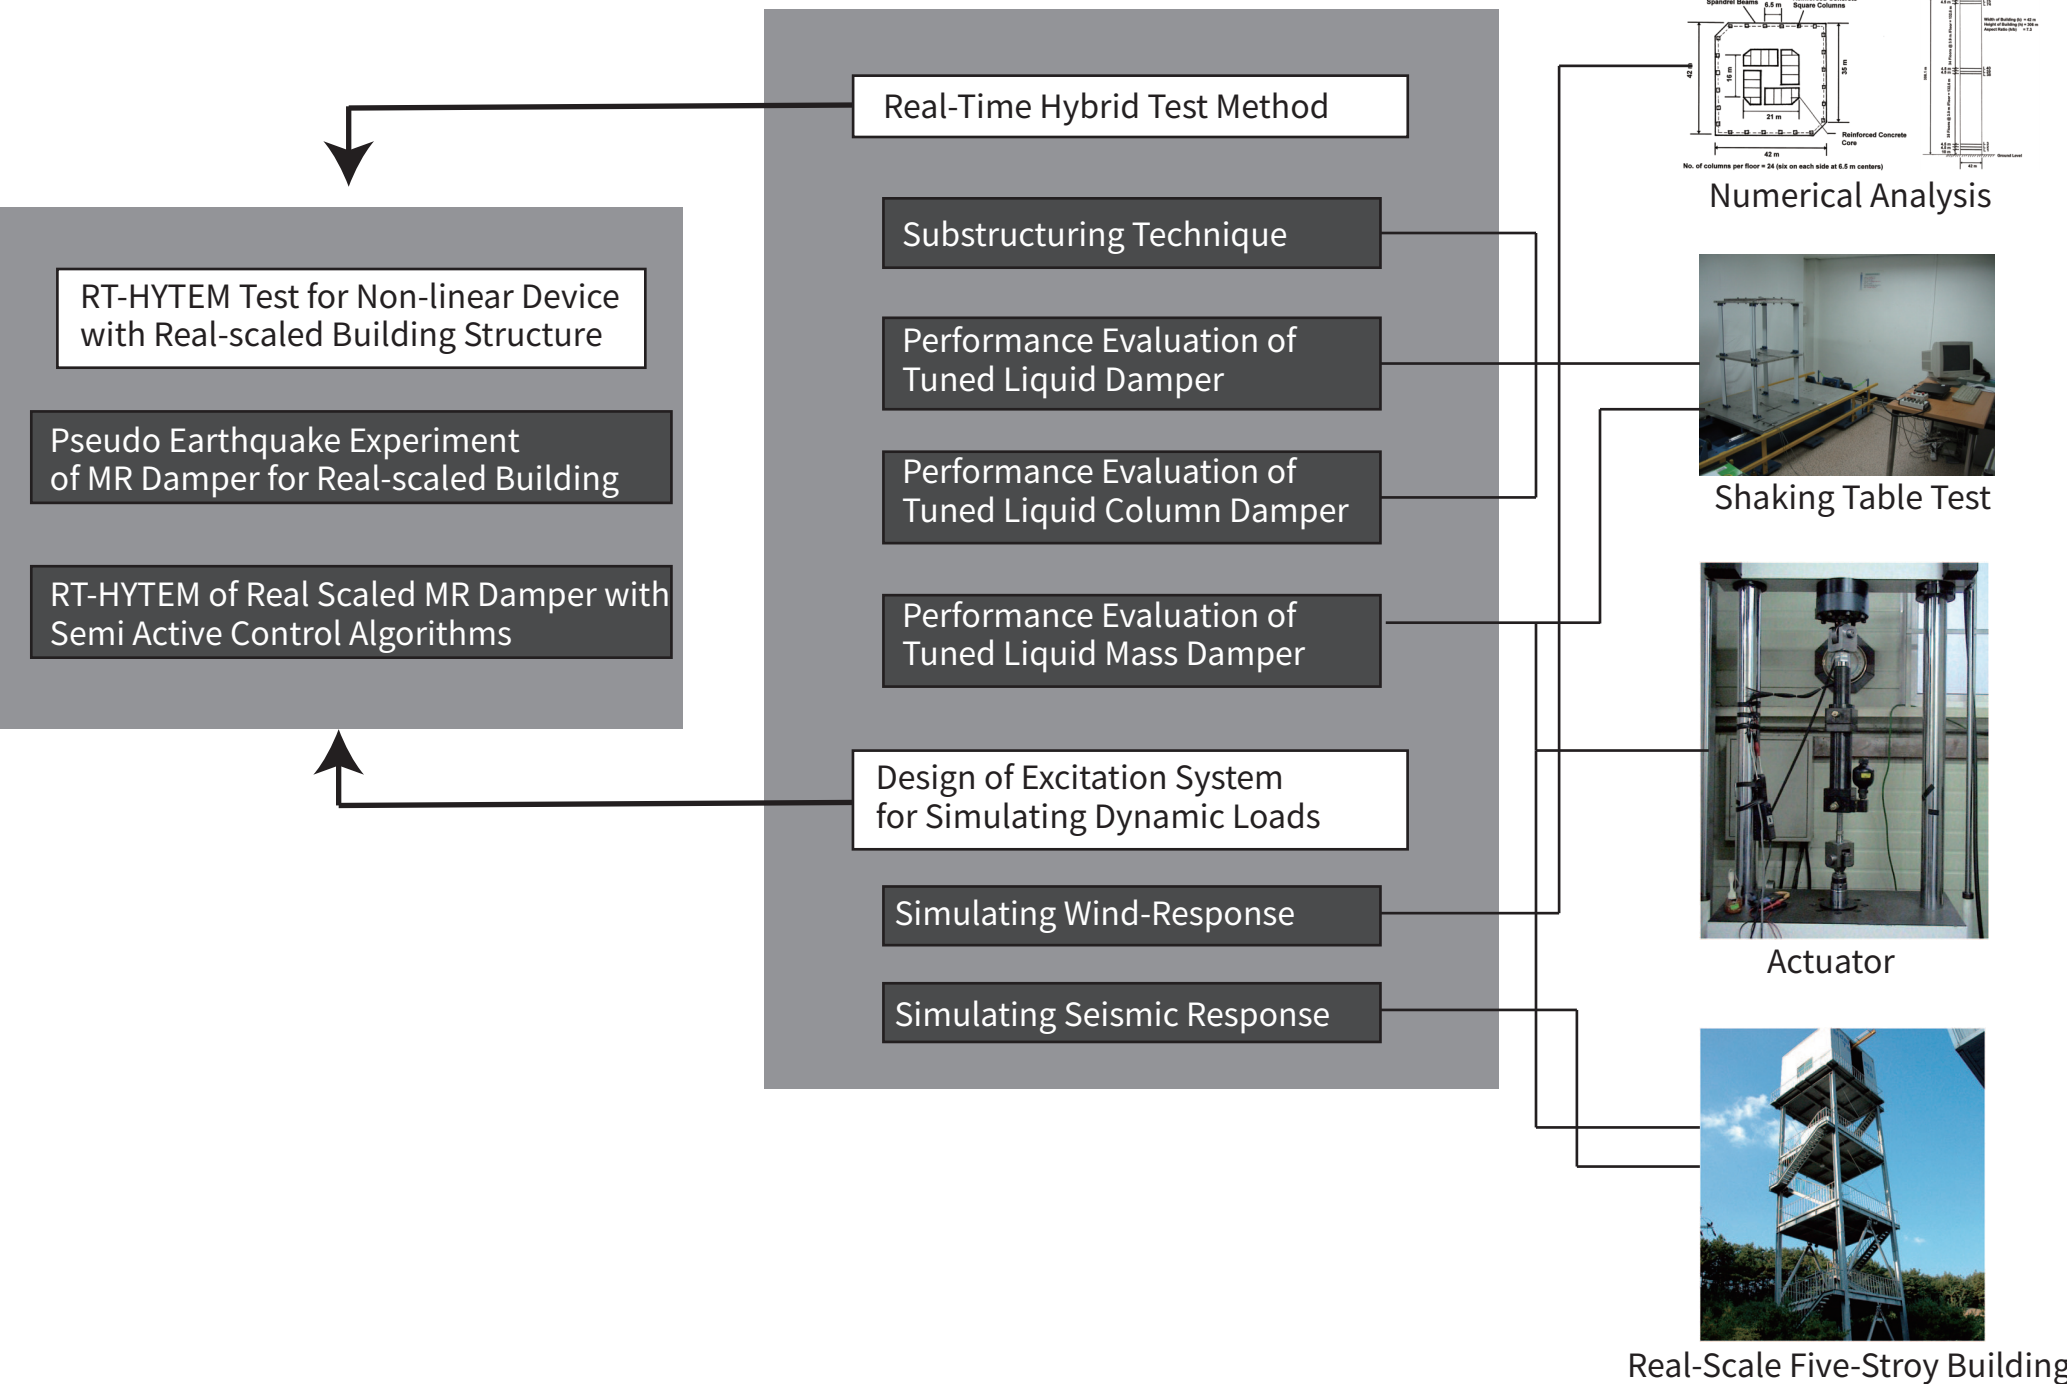 Real-Time Hybrid Test Method
Substructuring Technique
Performance Evaluation of
Tuned Liquid Damper
Performance Evaluation of
Tuned Liquid Column Damper
Performance Evaluation of
Tuned Liquid Mass Damper
Design of Excitation System
for Simulating Dynamic Loads
Simulating Wind-Response
Simulating Seismic Response
RT-HYTEM Test for Non-linear Device
with Real-scaled Building Structure
Pseudo Earthquake Experiment
of MR Damper for Real-scaled Building
RT-HYTEM of Real Scaled MR Damper with
Semi Active Control Algorithms
Spandrel Beams
6.5 m
Square Columns
42 m
16 m
35 m
21 m
42 m
Reinforced Concrete
Core
No. of columns per floor = 24 (six on each side at 6.5 m centers)
Ground Level
42 m
Numerical Analysis
Shaking Table Test
Actuator
Real-Scale Five-Stroy Building